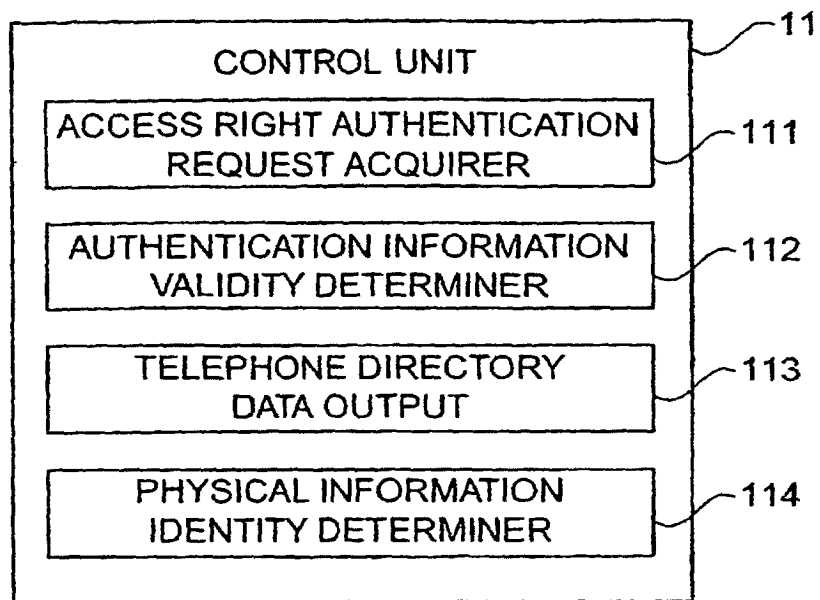 11
CONTROL UNIT
ACCESS RIGHT AUTHENTICATION
REQUEST ACQUIRER
111
AUTHENTICATION INFORMATION
VALIDITY DETERMINER
112
TELEPHONE DIRECTORY
DATA OUTPUT
113
PHYSICAL INFORMATION
IDENTITY DETERMINER
114